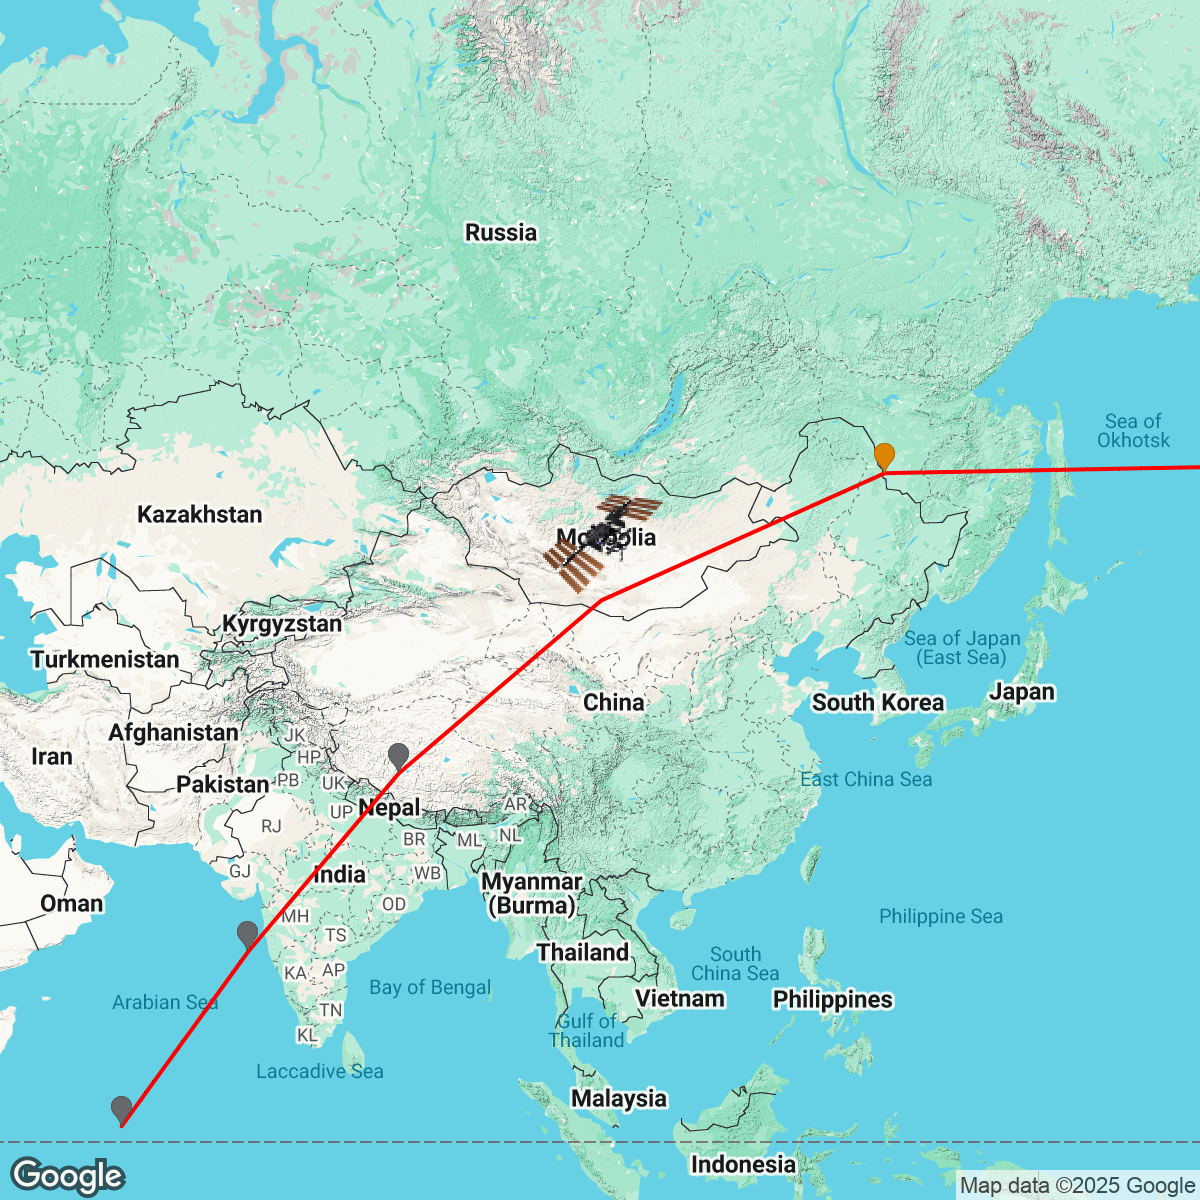 Russia
Sea of
Okhotsk
Kazakhstan
Mongolia
Kyrgyzstan
Sea of Japan
(East Sea)
Turkmenistan
Japan
China
South Korea
Afghanistan
JK
HP
Iran
Pakistan
PB
UK
East China Sea
Nepal
AR
UP
RJ
BR
ML
NL
GJ
India
WB
Myanmar
(Burma)
Oman
OD
MH
Philippine Sea
TS
Thailand
South
China Sea
KA
AP
Bay of Bengal
Arabian Sea
Vietnam
Philippines
TN
Gulf of
Thailand
KL
Laccadive Sea
Malaysia
Indonesia
Google
Map data ©2025 Google